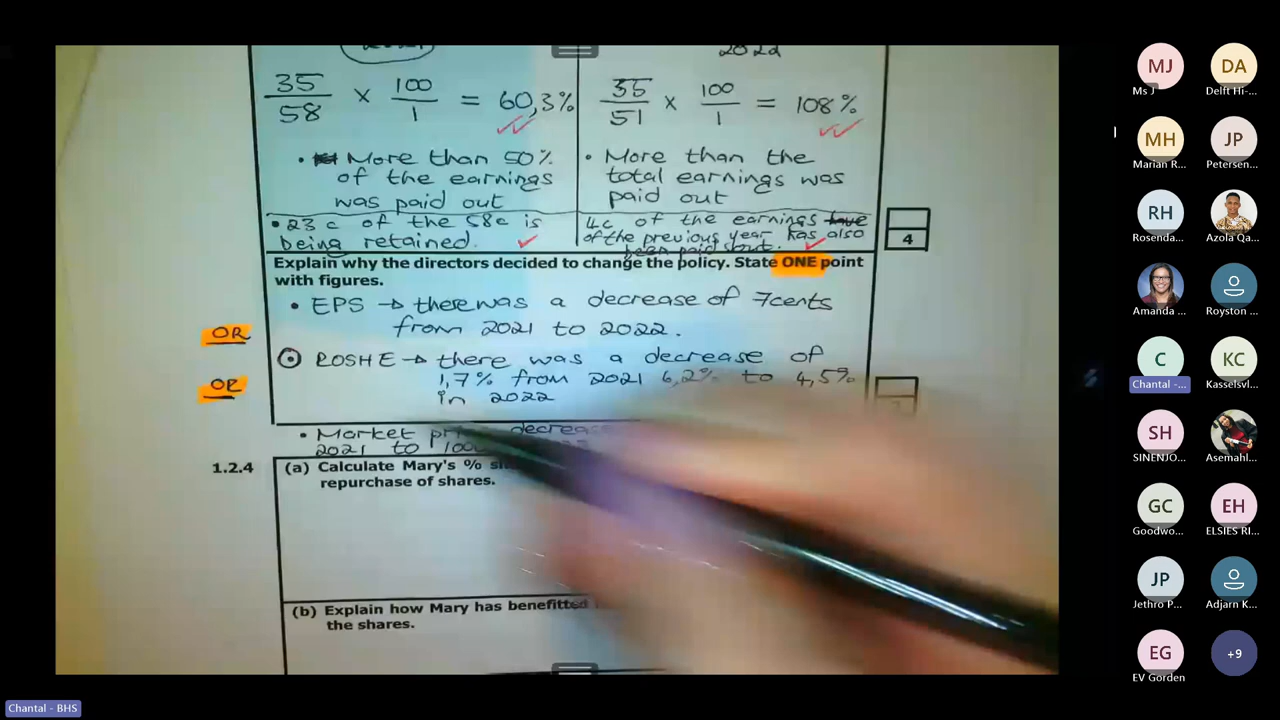 2022
35/58 × 100/1 = 60,3%
35/51 × 100/1 = 108%
• More than 50%
of the earnings
was paid out
• 23 c of the 58c is
being retained.
• More than the
total earnings was
paid out
4c of the earnings
of the previous year has also
been paid out.
4
Explain why the directors decided to change the policy. State ONE point
with figures.
• EPS → there was a decrease of 7cents
from 2021 to 2022.
OR
• ROSHE → there was a decrease of
1,7% from 2021 6,2% to 4,5%
in 2022
OR
• Market decrease
2021 to
1.2.4
(a) Calculate Mary's %
repurchase of shares.
(b) Explain how Mary has benefitted
the shares.
MJ
Ms J
DA
Delft Hi-...
MH
Marian R...
JP
Petersen...
RH
Rosenda...
Azola Qa...
Amanda ...
Royston ...
C
Chantal -...
KC
Kasselsvl...
SH
SINENJO...
Asemahl...
GC
Goodwo...
EH
ELSIES RI...
JP
Jethro P...
Adjarn K...
EG
EV Gorden
+9
Chantal - BHS